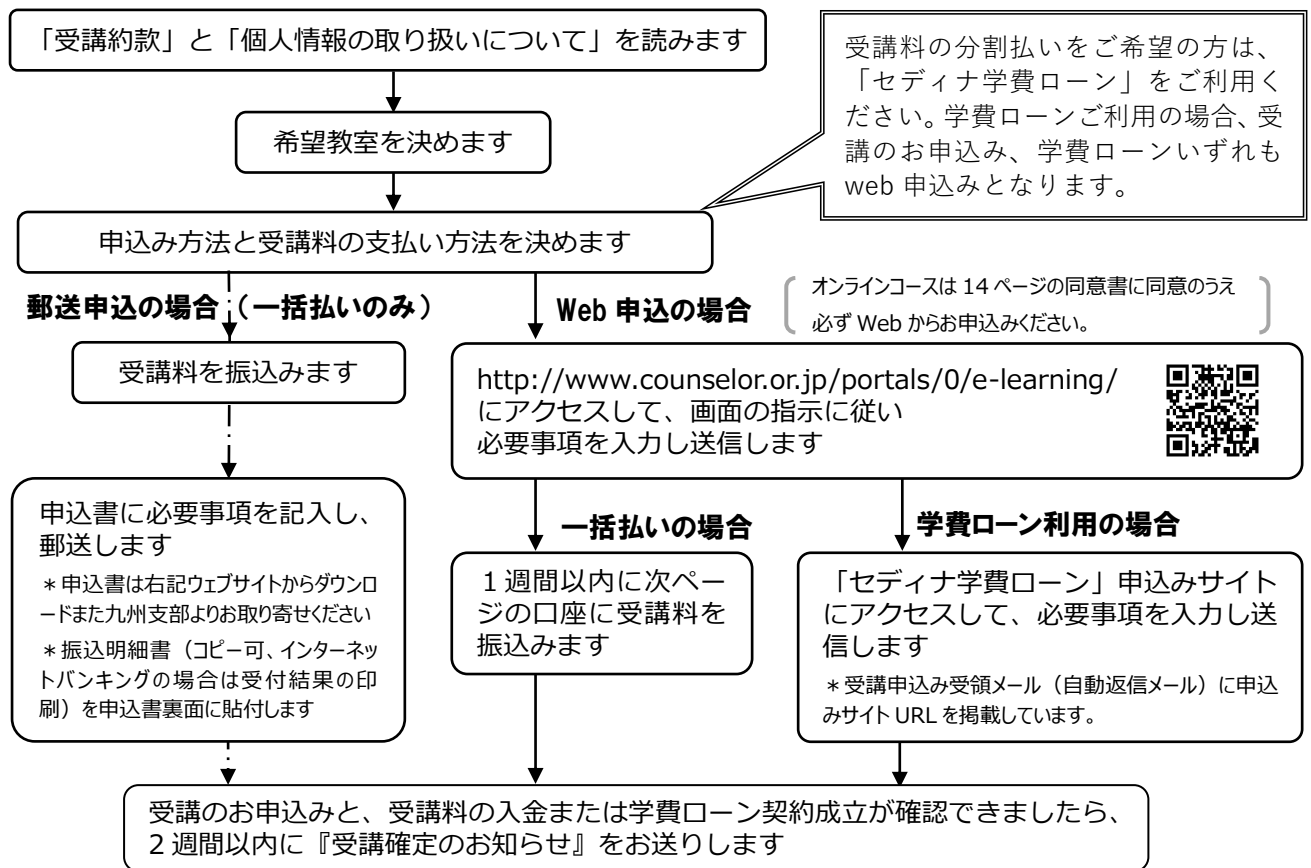 「受講約款」と「個人情報の取り扱いについて」を読みます
受講料の分割払いをご希望の方は、
「セディナ学費ローン」をご利用く
ださい。学費ローンご利用の場合、受
講のお申込み、学費ローンいずれも
web 申込みとなります。
希望教室を決めます
申込み方法と受講料の支払い方法を決めます
郵送申込の場合（一括払いのみ）
Web 申込の場合
オンラインコースは 14 ページの同意書に同意のうえ
必ず Web からお申込みください。
受講料を振込みます
http://www.counselor.or.jp/portals/0/e-learning/
にアクセスして、画面の指示に従い
必要事項を入力し送信します
申込書に必要事項を記入し、
郵送します
＊申込書は右記ウェブサイトからダウンロ
ードまた九州支部よりお取り寄せください
＊振込明細書（コピー可、インターネッ
トバンキングの場合は受付結果の印
刷）を申込書裏面に貼付します
一括払いの場合
１週間以内に次ペー
ジの口座に受講料を
振込みます
学費ローン利用の場合
「セディナ学費ローン」申込みサイト
にアクセスして、必要事項を入力し送
信します
＊受講申込み受領メール（自動返信メール）に申込
みサイト URL を掲載しています。
受講のお申込みと、受講料の入金または学費ローン契約成立が確認できましたら、
2 週間以内に『受講確定のお知らせ』をお送りします